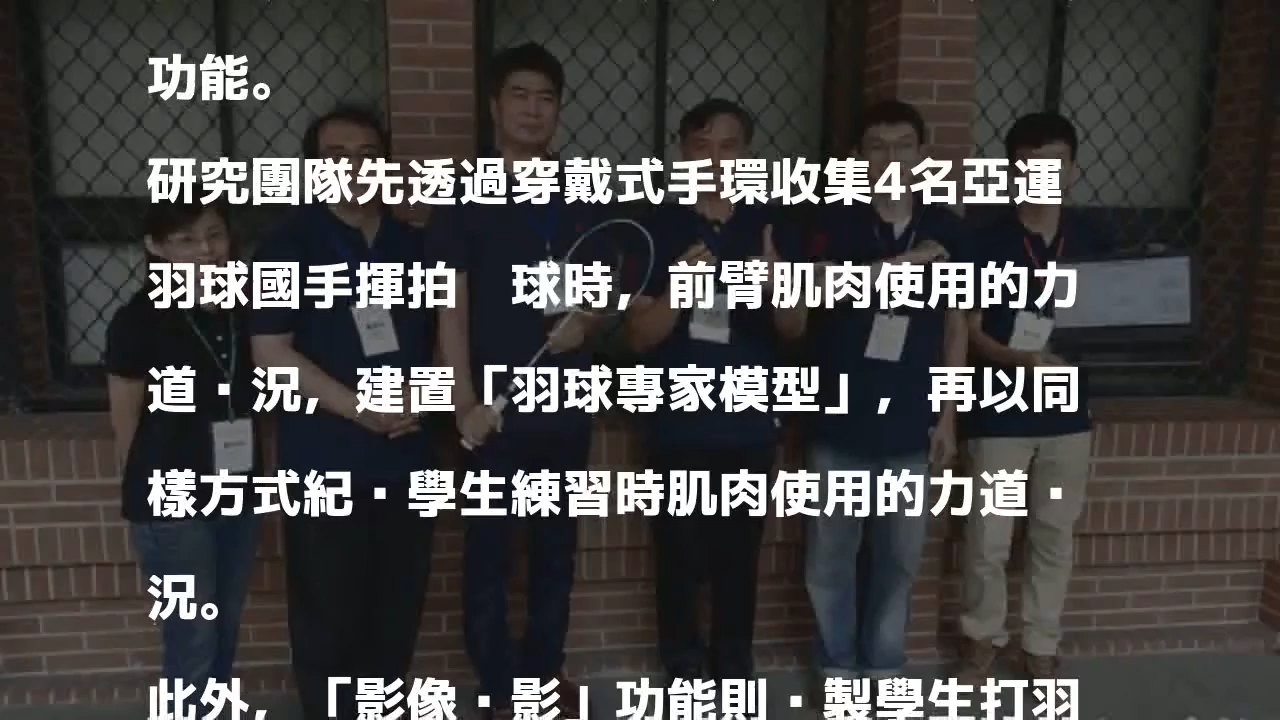 功能。
研究團隊先透過穿戴式手環收集4名亞運
羽球國手揮拍　球時，前臂肌肉使用的力
道·況，建置「羽球專家模型」，再以同
樣方式紀·學生練習時肌肉使用的力道·
況。
此外，「影像·影」功能則·製學生打羽